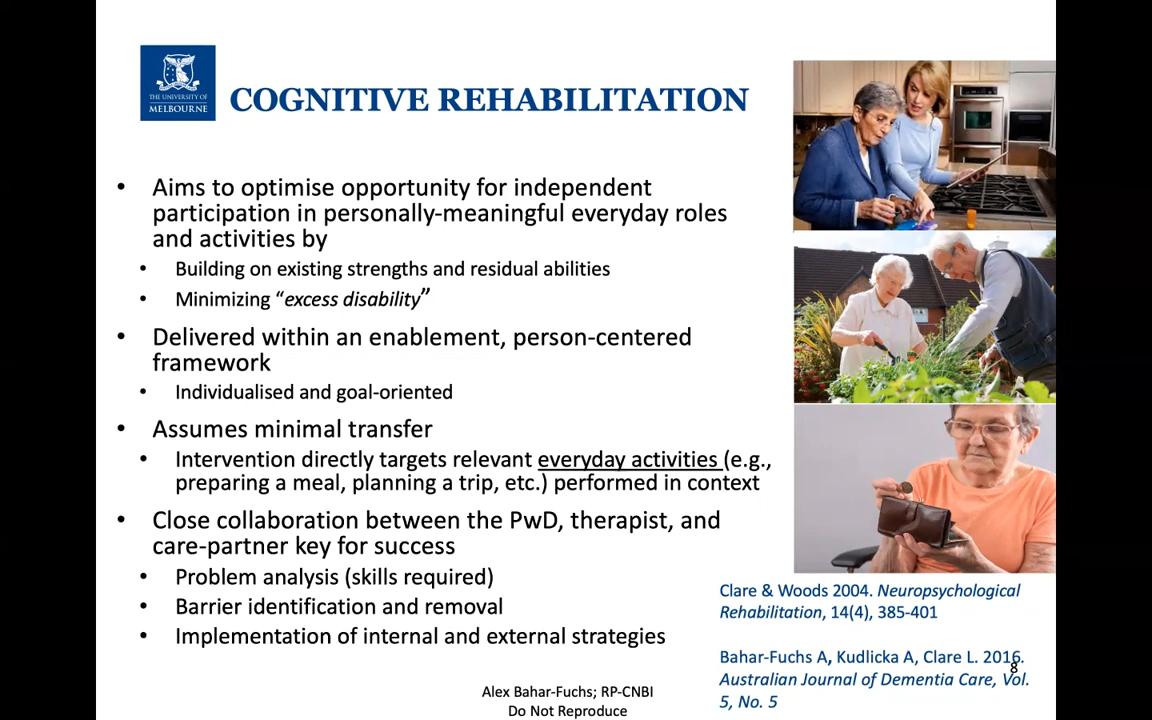 THE UNIVERSITY OF
MELBOURNE
COGNITIVE REHABILITATION
• Aims to optimise opportunity for independent
participation in personally-meaningful everyday roles
and activities by
• Building on existing strengths and residual abilities
• Minimizing “excess disability”
• Delivered within an enablement, person-centered
framework
• Individualised and goal-oriented
• Assumes minimal transfer
• Intervention directly targets relevant everyday activities (e.g.,
preparing a meal, planning a trip, etc.) performed in context
• Close collaboration between the PwD, therapist, and
care-partner key for success
• Problem analysis (skills required)
• Barrier identification and removal
• Implementation of internal and external strategies
Clare & Woods 2004. Neuropsychological
Rehabilitation, 14(4), 385-401
Bahar-Fuchs A, Kudlicka A, Clare L. 2016.
Australian Journal of Dementia Care, Vol.
5, No. 5
8
Alex Bahar-Fuchs; RP-CNBI
Do Not Reproduce